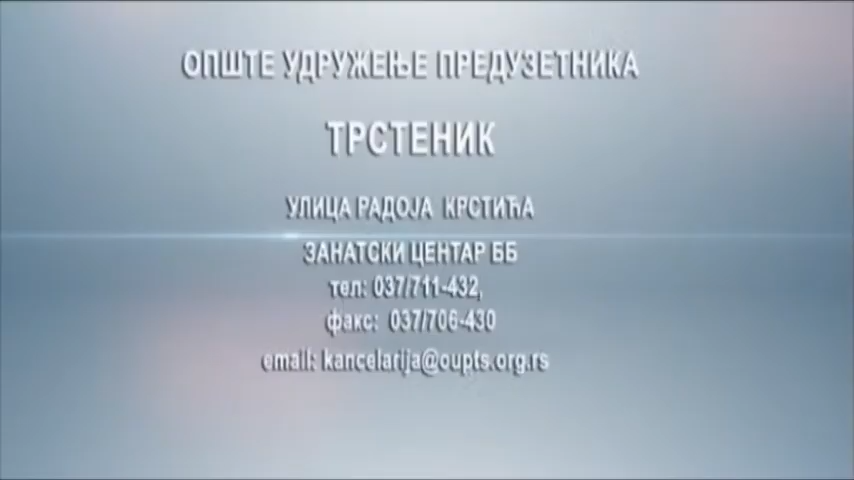 ОПШТЕ УДРУЖЕЊЕ ПРЕДУЗЕТНИКА
ТРСТЕНИК
УЛИЦА РАДОЈА КРСТИЋА
ЗАНАТСКИ ЦЕНТАР ББ
тел: 037/711-432,
факс: 037/706-430
email: kancelarija@oupts.org.rs